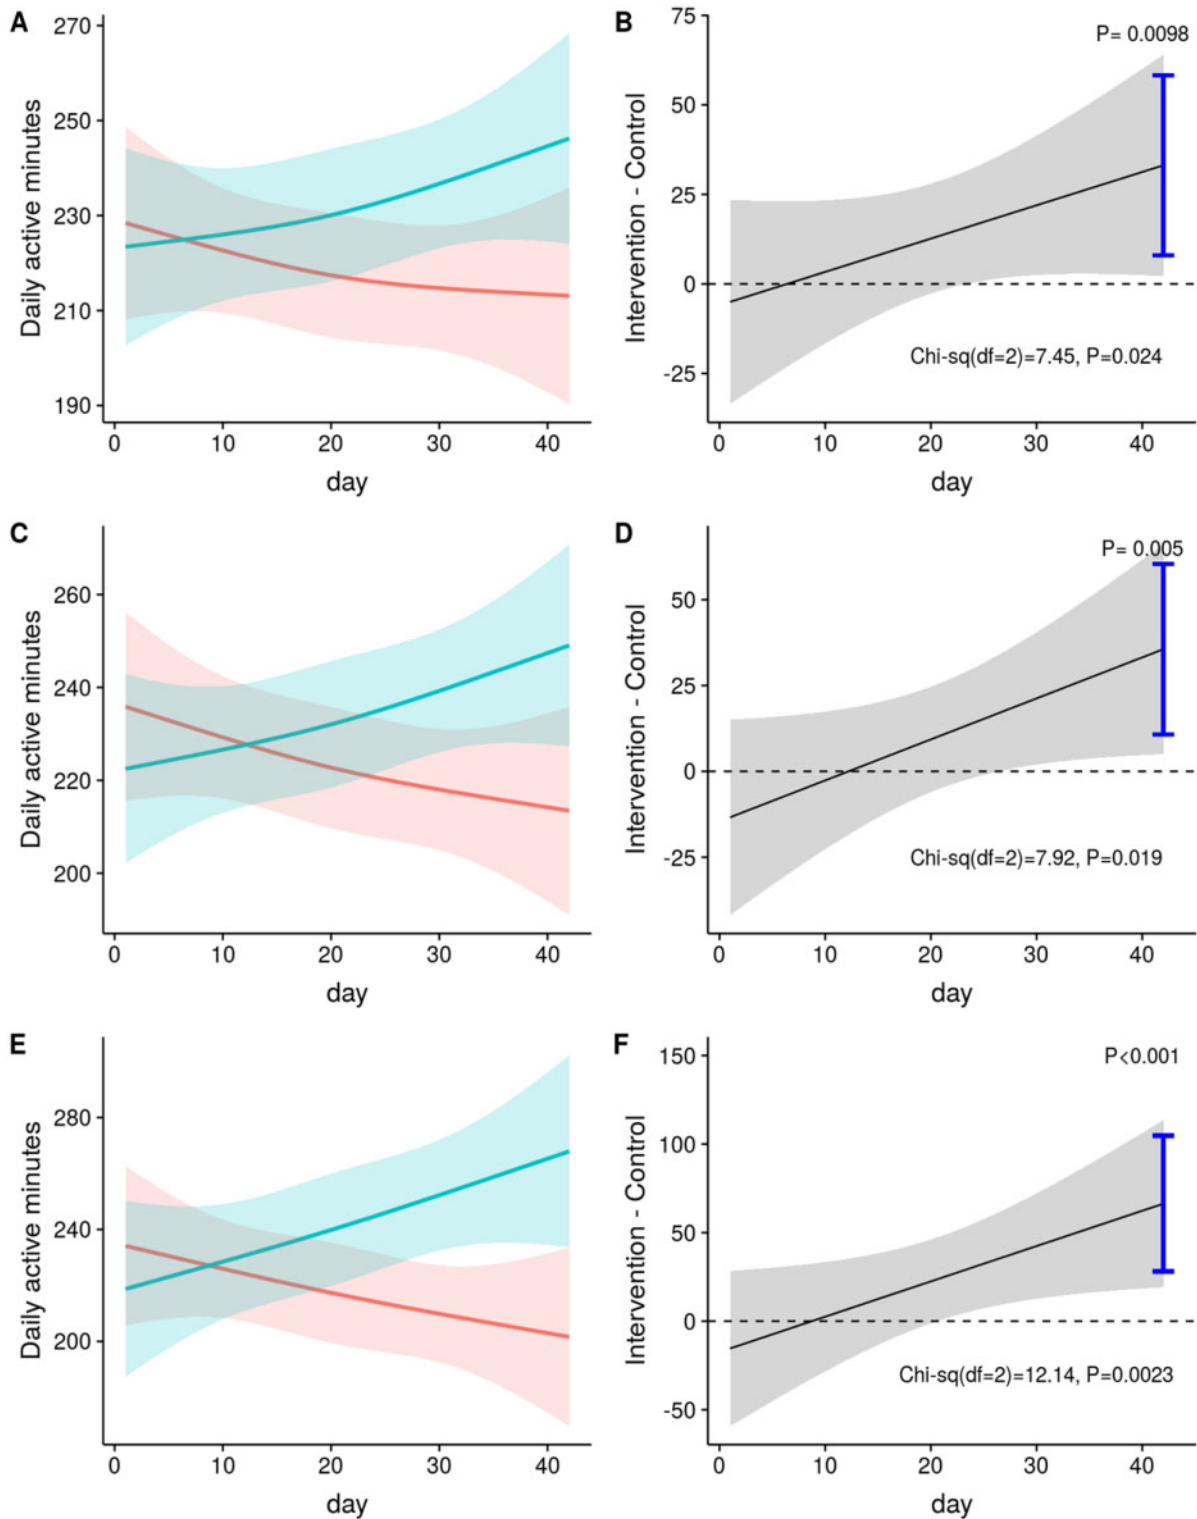 A
Daily active minutes
270
250
230
210
190
0 10 20 30 40
day
B
Intervention - Control
75
50
25
0
-25
P= 0.0098
Chi-sq(df=2)=7.45, P=0.024
0 10 20 30 40
day
C
Daily active minutes
260
240
220
200
0 10 20 30 40
day
D
Intervention - Control
50
25
0
-25
P= 0.005
Chi-sq(df=2)=7.92, P=0.019
0 10 20 30 40
day
E
Daily active minutes
280
240
200
0 10 20 30 40
day
F
Intervention - Control
150
100
50
0
-50
P<0.001
Chi-sq(df=2)=12.14, P=0.0023
0 10 20 30 40
day